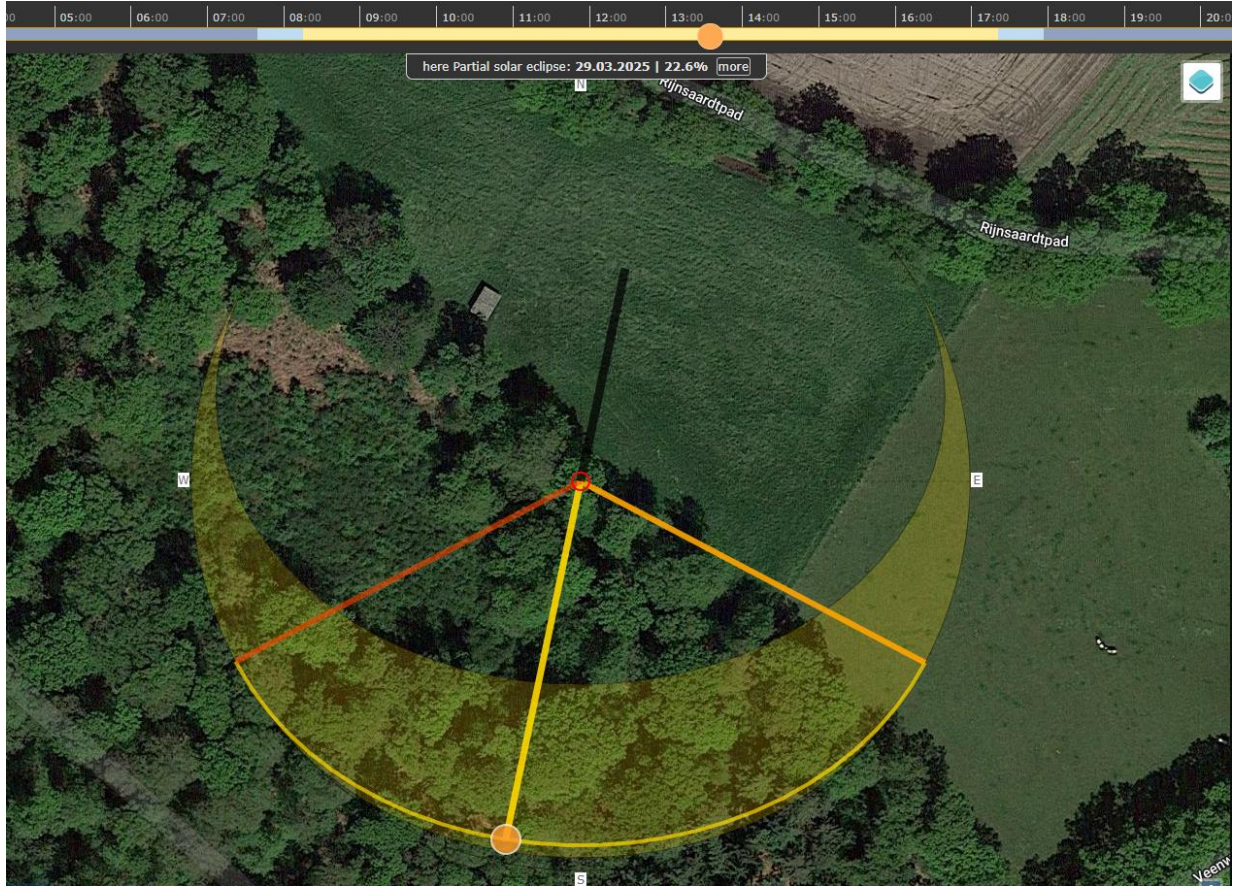 05:00 06:00 07:00 08:00 09:00 10:00 11:00 12:00 13:00 14:00 15:00 16:00 17:00 18:00 19:00
here Partial solar eclipse: 29.03.2025 | 22.6% more
N
Rijnsaardtpad
Rijnsaardtpad
W
E
S